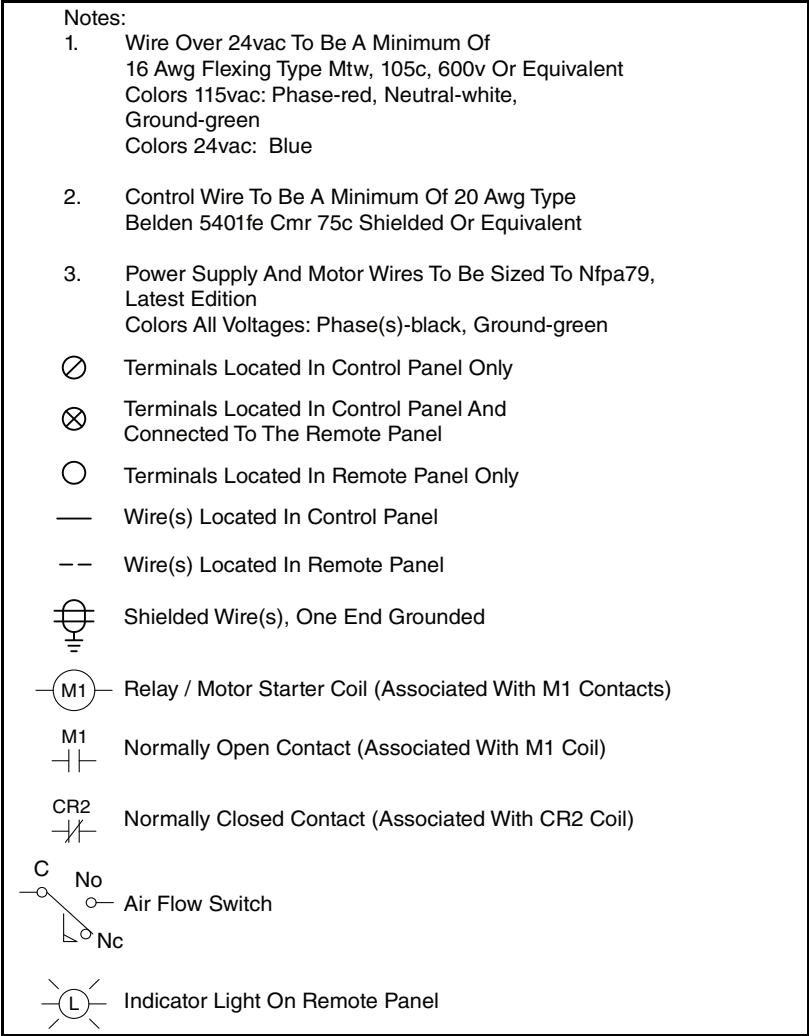 Notes:
1. Wire Over 24vac To Be A Minimum Of
16 Awg Flexing Type Mtw, 105c, 600v Or Equivalent
Colors 115vac: Phase-red, Neutral-white,
Ground-green
Colors 24vac: Blue
2. Control Wire To Be A Minimum Of 20 Awg Type
Belden 5401fe Cmr 75c Shielded Or Equivalent
3. Power Supply And Motor Wires To Be Sized To Nfpa79,
Latest Edition
Colors All Voltages: Phase(s)-black, Ground-green
Terminals Located In Control Panel Only
Terminals Located In Control Panel And
Connected To The Remote Panel
Terminals Located In Remote Panel Only
Wire(s) Located In Control Panel
Wire(s) Located In Remote Panel
Shielded Wire(s), One End Grounded
M1 Relay / Motor Starter Coil (Associated With M1 Contacts)
M1
Normally Open Contact (Associated With M1 Coil)
CR2
Normally Closed Contact (Associated With CR2 Coil)
C
No
Air Flow Switch
Nc
L Indicator Light On Remote Panel